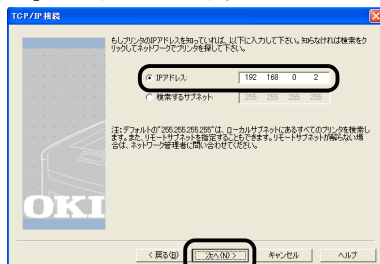 TCP/IP接続
もしプリンタのIPアドレスを知っていれば、以下に入力して下さい。知らなければ検索をク
リックしてネットワークでプリンタを探して下さい。
IPアドレス: 192 168 0 2
検索するサブネット: 255 255 255 255
注:デフォルトの"255.255.255.255"は、ローカルサブネットにあるすべてのプリンタを検索し
ます。また、リモートサブネットを指定することもできます。リモートサブネットが解らない場
合は、ネットワーク管理者に問い合わせてください。
OKI
< 戻る(B) 次へ(N) > キャンセル ヘルプ